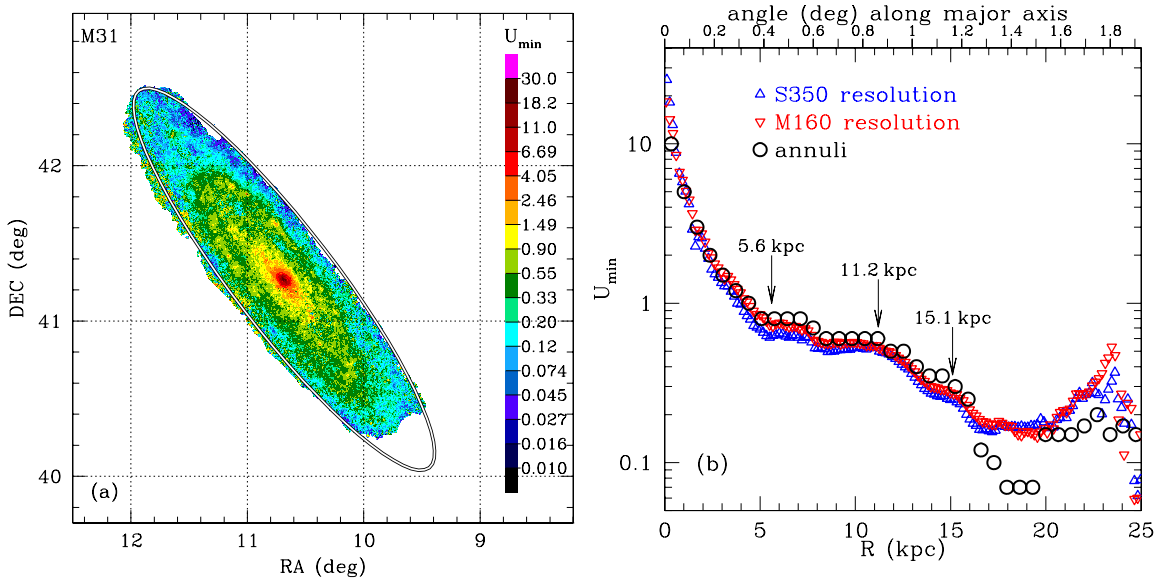 M31
U_min
30.0
18.2
11.0
6.69
4.05
2.46
1.49
0.90
0.55
0.33
0.20
0.12
0.074
0.045
0.027
0.016
0.010
42
41
40
DEC (deg)
(a)
12 11 10 9
RA (deg)
angle (deg) along major axis
0 0.2 0.4 0.6 0.8 1 1.2 1.4 1.6 1.8
S350 resolution
M160 resolution
annuli
10
1
0.1
U_min
5.6 kpc
11.2 kpc
15.1 kpc
(b)
0 5 10 15 20 25
R (kpc)